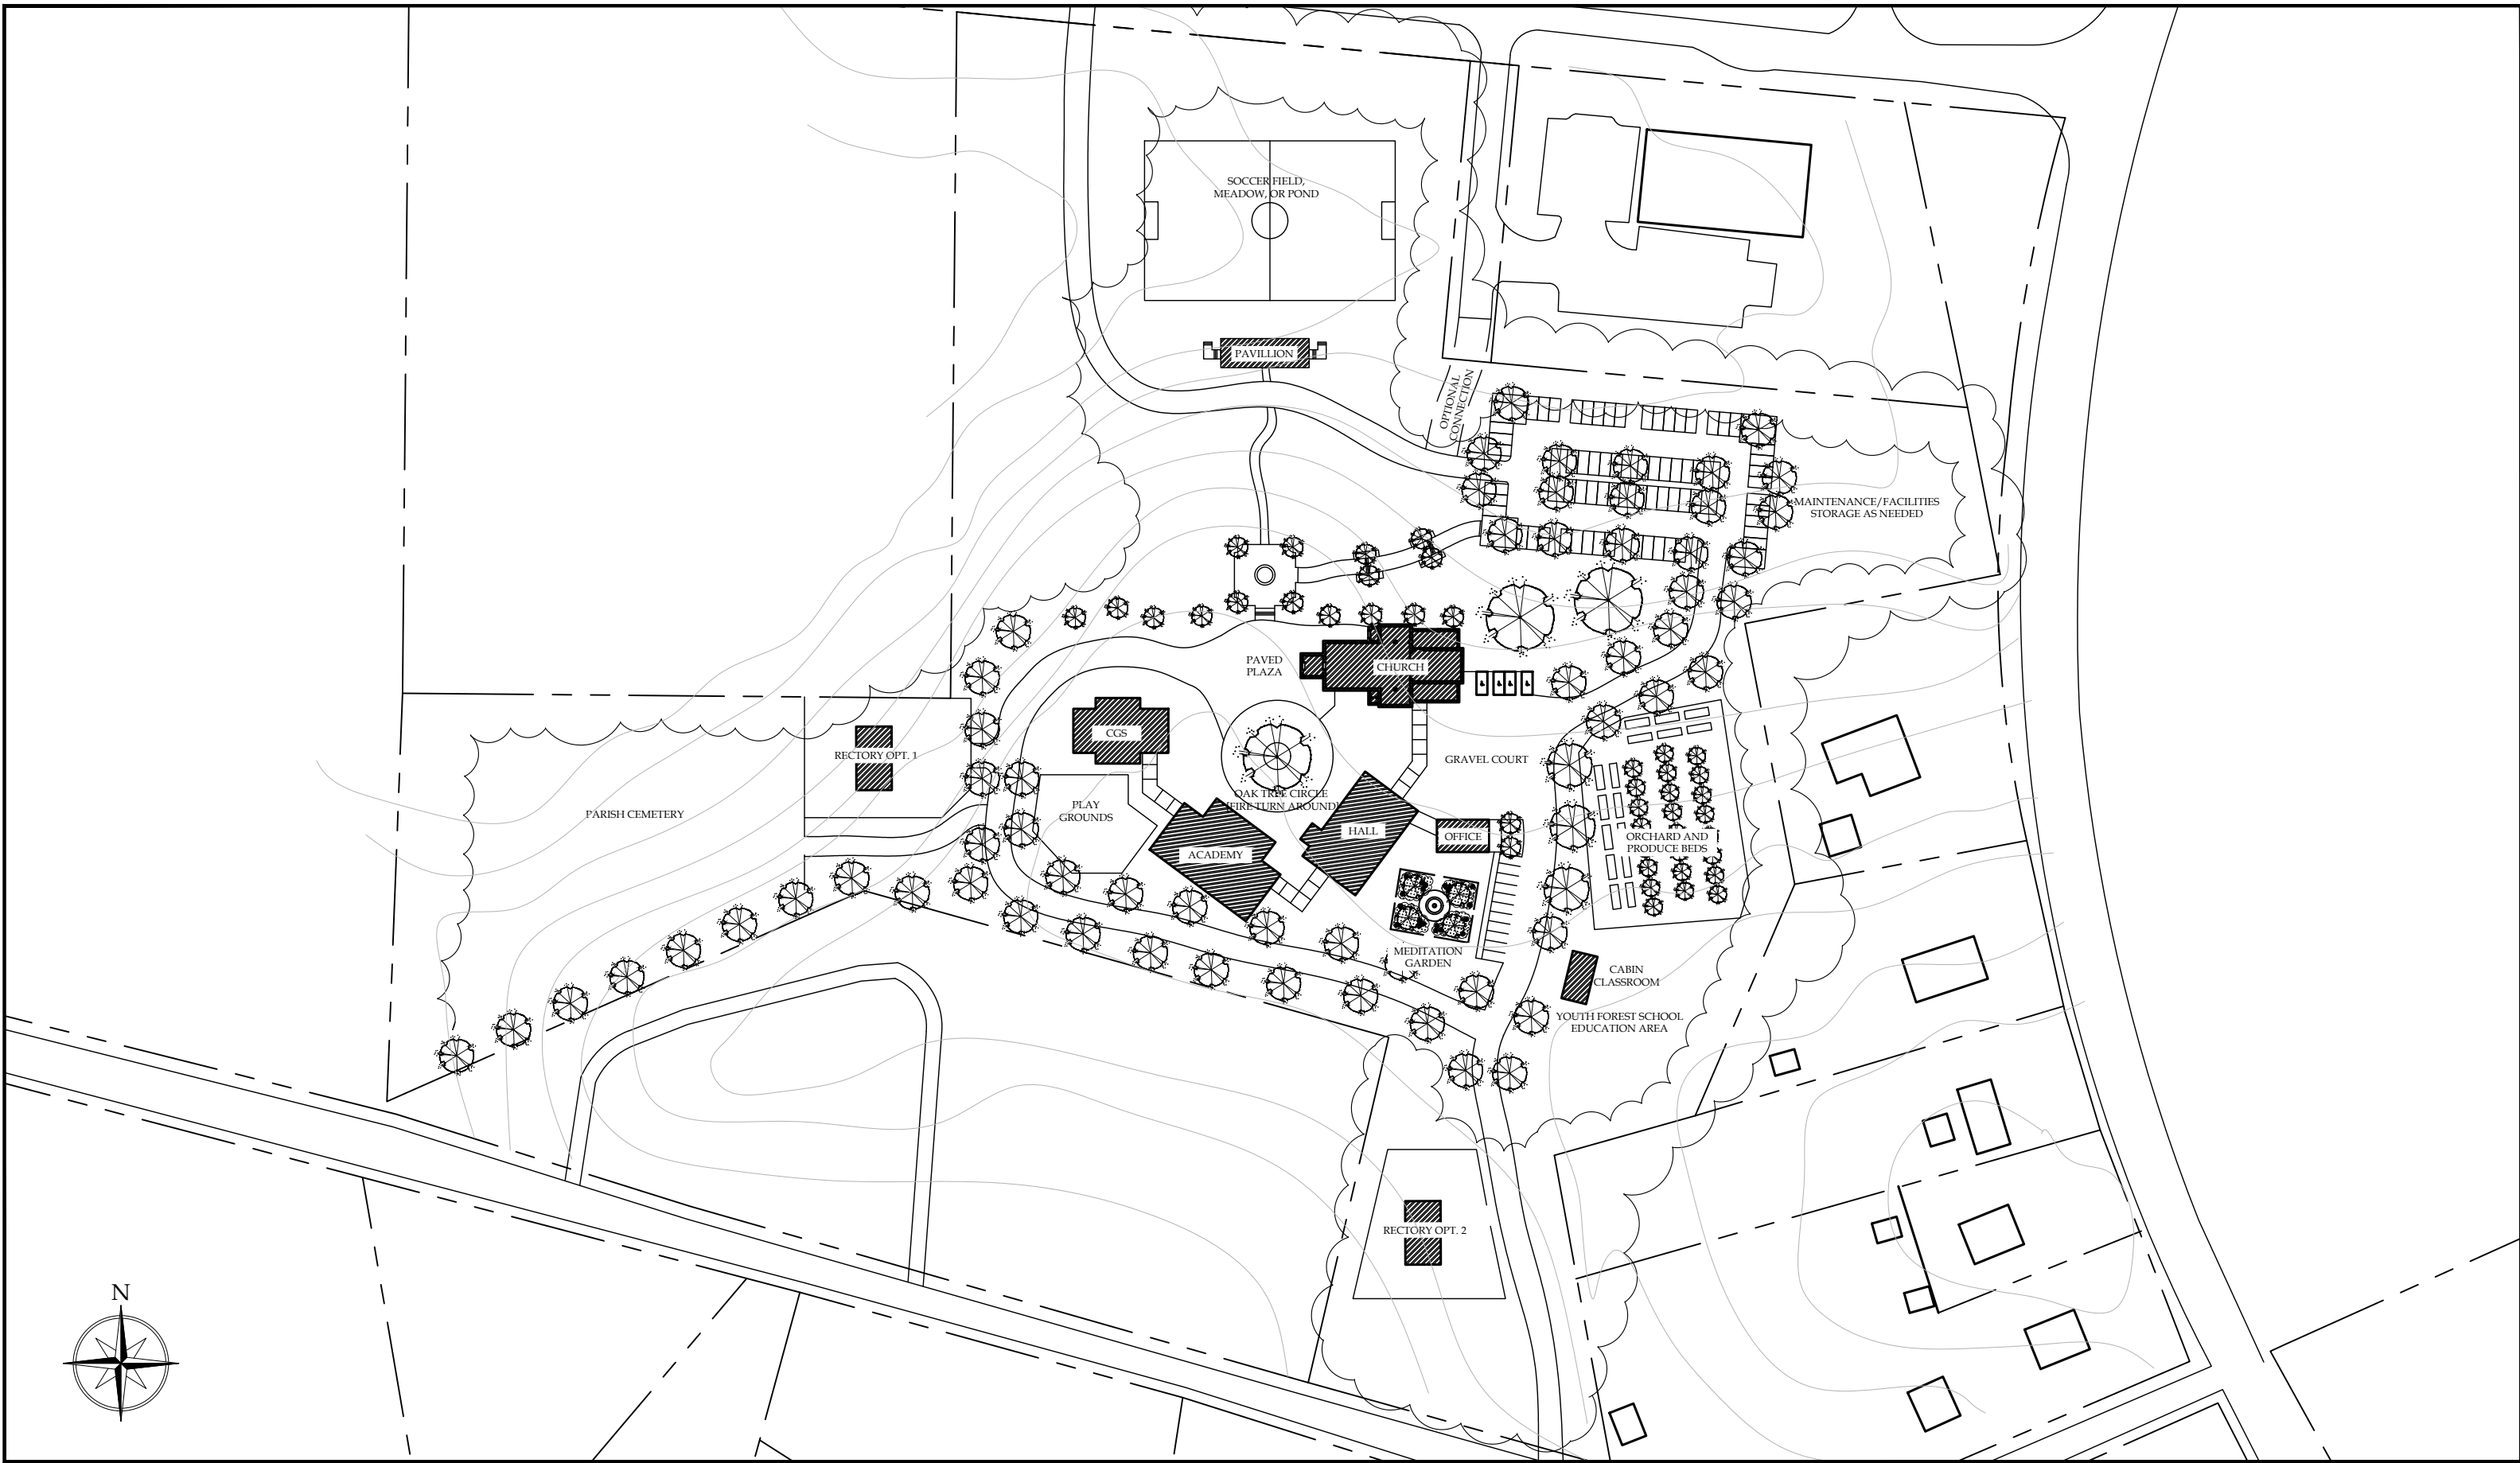 SOCCER FIELD,
MEADOW, OR POND
PAVILLION
OPTIONAL
CONNECTION
MAINTENANCE/FACILITIES
STORAGE AS NEEDED
PAVED
PLAZA
CHURCH
CGS
RECTORY OPT. 1
GRAVEL COURT
OAK TREE CIRCLE
(FIRE TURN AROUND)
PARISH CEMETERY
PLAY
GROUNDS
HALL
OFFICE
ORCHARD AND
PRODUCE BEDS
ACADEMY
MEDITATION
GARDEN
CABIN
CLASSROOM
YOUTH FOREST SCHOOL
EDUCATION AREA
RECTORY OPT. 2
N